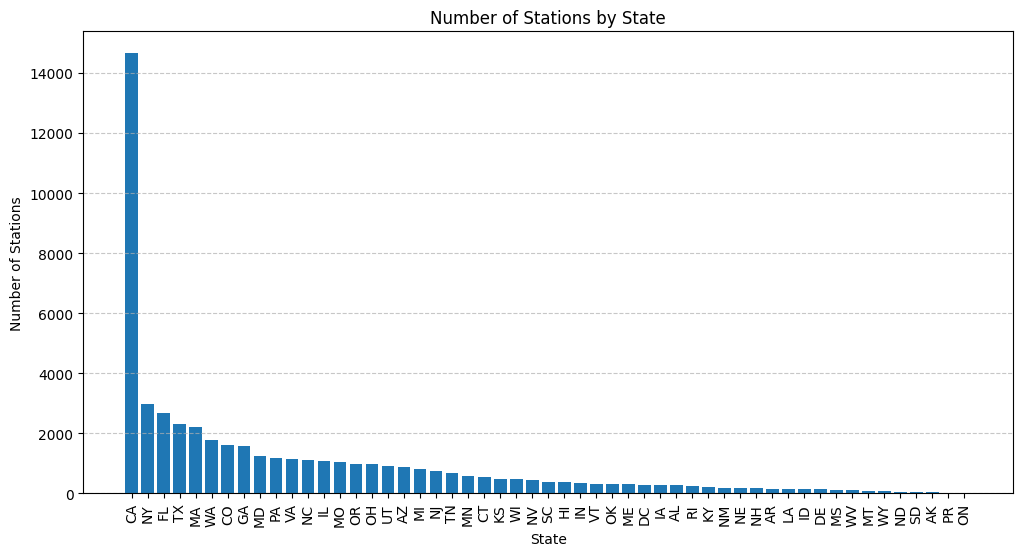 Number of Stations by State
Number of Stations
14000
12000
10000
8000
6000
4000
2000
0
CA NY FL TX MA WA CO GA MD PA VA NC IL MO OR OH UT AZ MI NJ TN MN CT KS WI NV SC HI IN VT OK ME DC IA AL RI KY NM NE NH AR LA ID DE MS WV MT WY ND SD AK PR ON
State